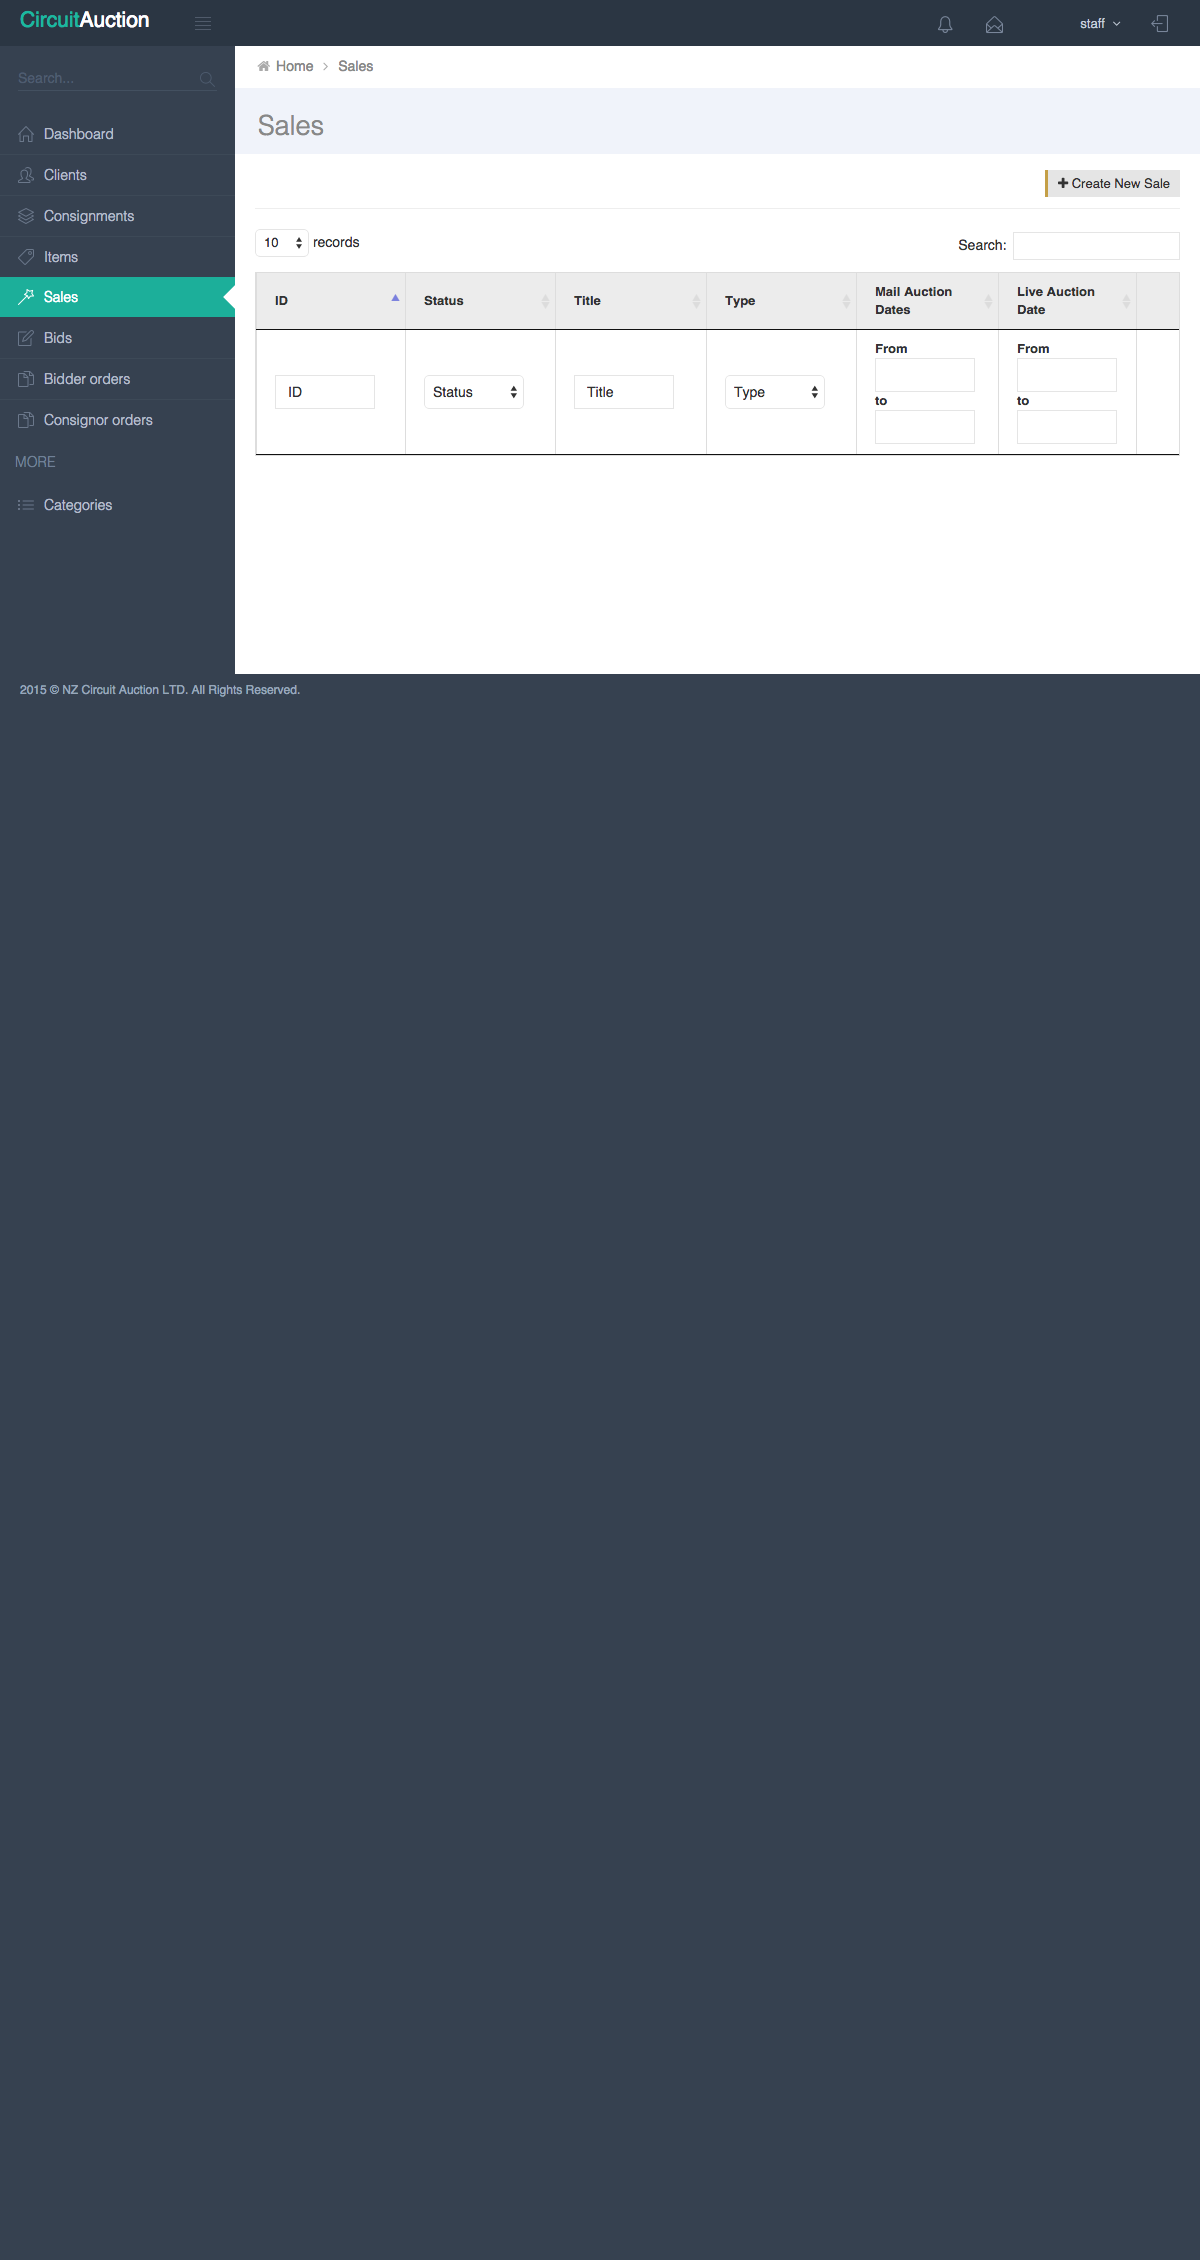 CircuitAuction
staff
Search...
Dashboard
Clients
Consignments
Items
Sales
Bids
Bidder orders
Consignor orders
MORE
Categories
Home > Sales
Sales
+ Create New Sale
10 records
Search:
ID Status Title Type Mail Auction Dates Live Auction Date
ID Status Title Type
From
to
From
to
2015 © NZ Circuit Auction LTD. All Rights Reserved.